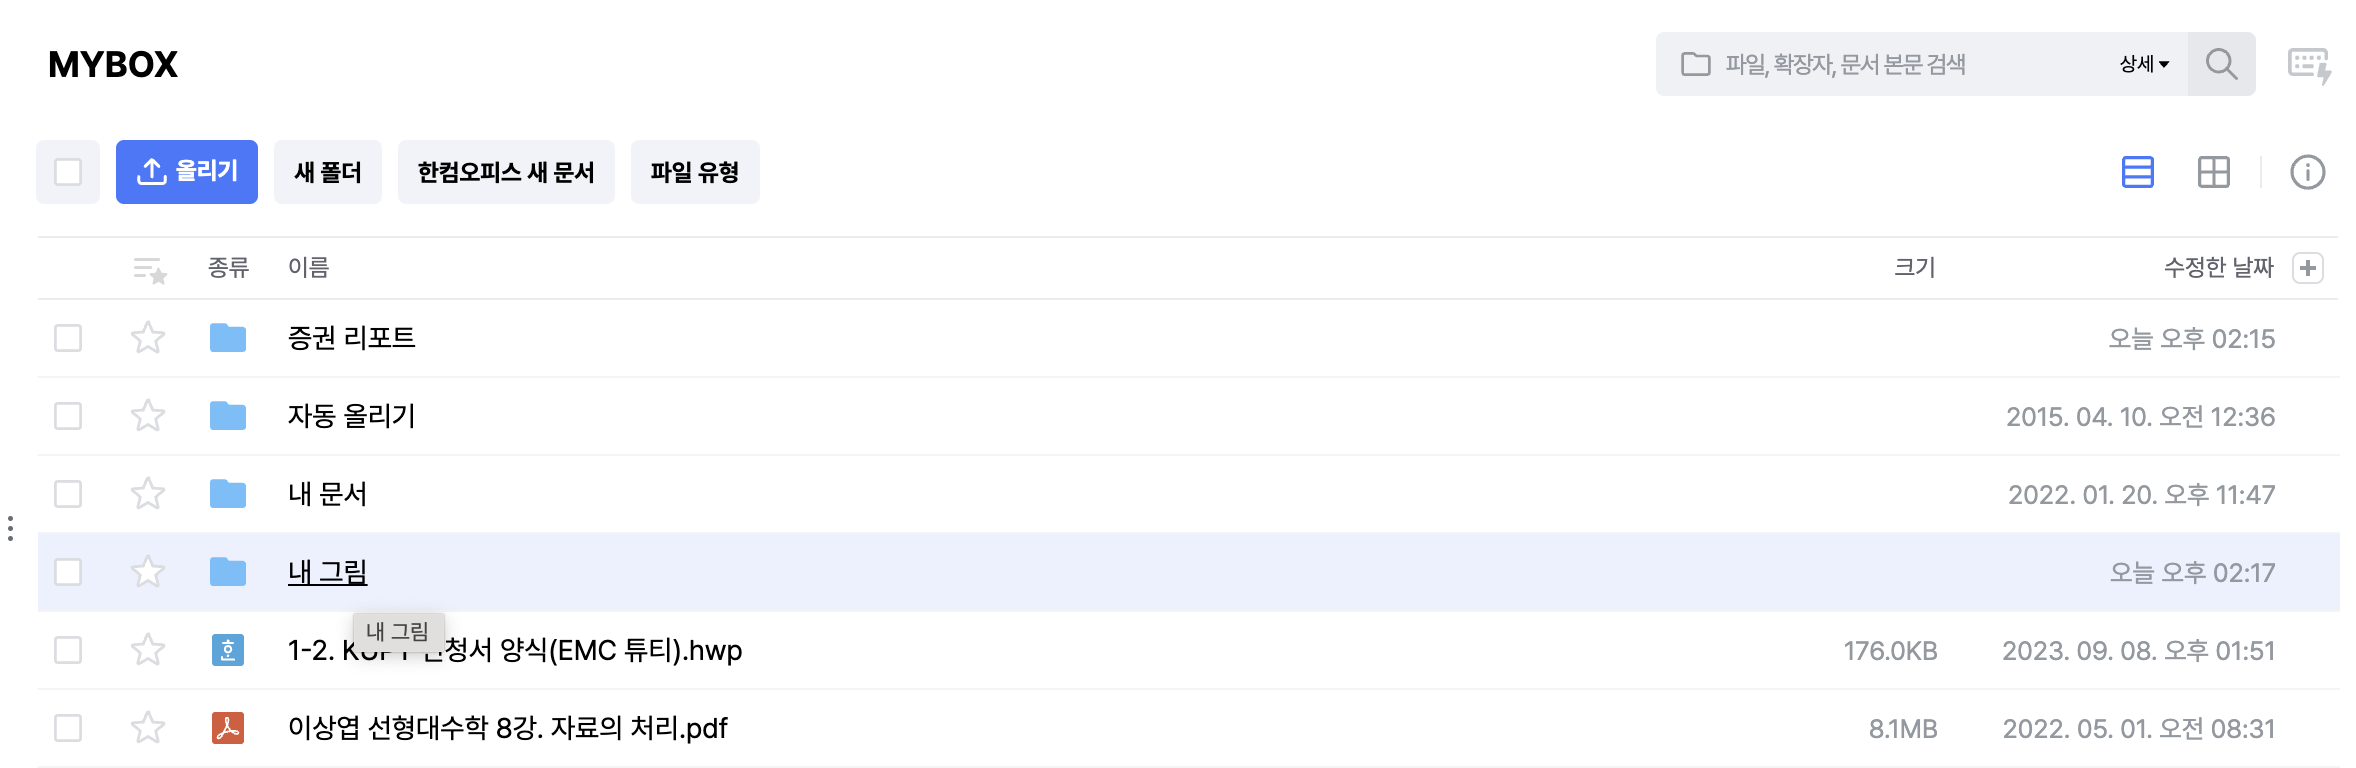 MYBOX
파일, 확장자, 문서 본문 검색 상세
올리기 새 폴더 한컴오피스 새 문서 파일 유형
종류 이름 크기 수정한 날짜
증권 리포트 오늘 오후 02:15
자동 올리기 2015. 04. 10. 오전 12:36
내 문서 2022. 01. 20. 오후 11:47
내 그림 오늘 오후 02:17
내 그림
1-2. 신청서 양식(EMC 튜티).hwp 176.0KB 2023. 09. 08. 오후 01:51
이상엽 선형대수학 8강. 자료의 처리.pdf 8.1MB 2022. 05. 01. 오전 08:31